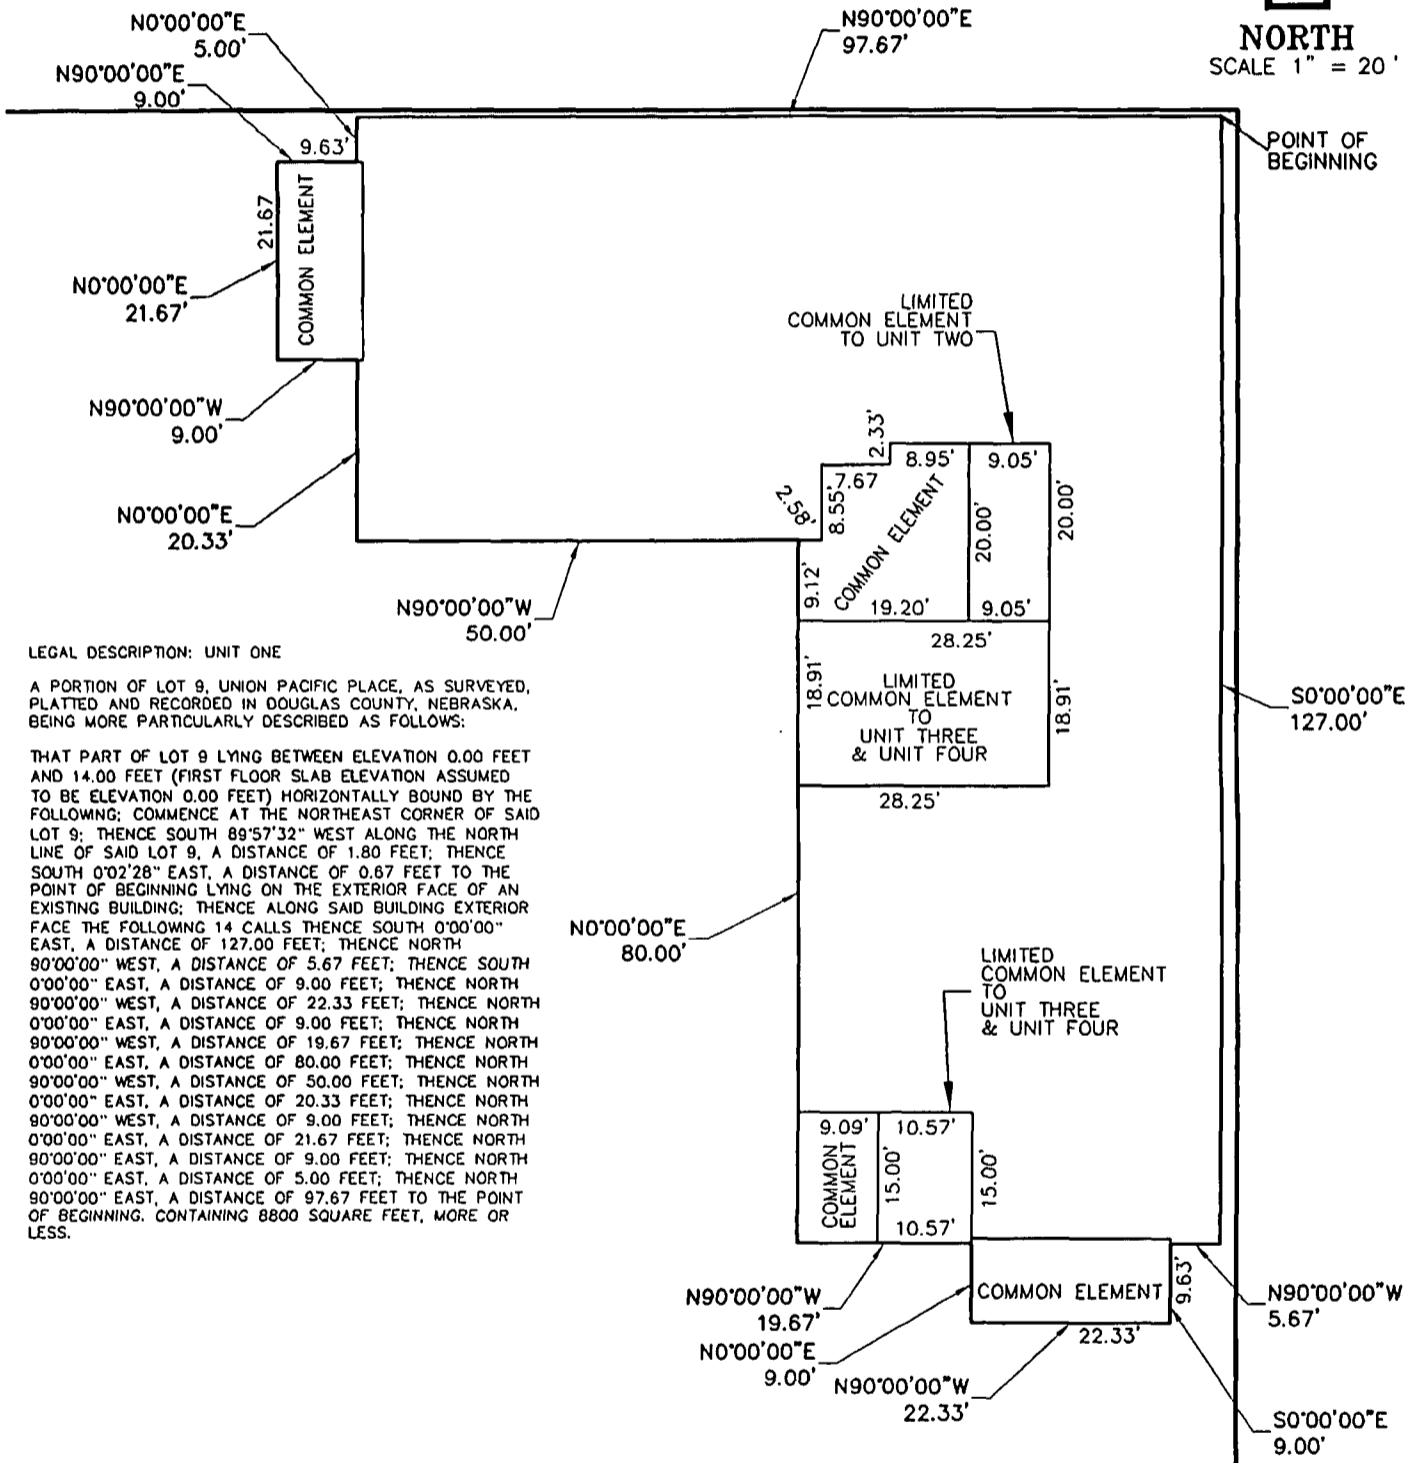 N0°00'00"E
5.00'
N90°00'00"E
9.00'
N90°00'00"E
97.67'
NORTH
SCALE 1" = 20 '
POINT OF
BEGINNING
9.63'
21.67
COMMON ELEMENT
N0°00'00"E
21.67'
N90°00'00"W
9.00'
N0°00'00"E
20.33'
N90°00'00"W
50.00'
LIMITED
COMMON ELEMENT
TO UNIT TWO
2.33'
8.95'
9.05'
7.67
2.58'
8.55'
COMMON ELEMENT
20.00'
20.00'
9.12'
19.20'
9.05'
28.25'
18.91'
LIMITED
COMMON ELEMENT
TO
UNIT THREE
& UNIT FOUR
18.91'
28.25'
S0°00'00"E
127.00'
LEGAL DESCRIPTION: UNIT ONE
A PORTION OF LOT 9, UNION PACIFIC PLACE, AS SURVEYED,
PLATTED AND RECORDED IN DOUGLAS COUNTY, NEBRASKA,
BEING MORE PARTICULARLY DESCRIBED AS FOLLOWS:
THAT PART OF LOT 9 LYING BETWEEN ELEVATION 0.00 FEET
AND 14.00 FEET (FIRST FLOOR SLAB ELEVATION ASSUMED
TO BE ELEVATION 0.00 FEET) HORIZONTALLY BOUND BY THE
FOLLOWING; COMMENCE AT THE NORTHEAST CORNER OF SAID
LOT 9; THENCE SOUTH 89°57'32" WEST ALONG THE NORTH
LINE OF SAID LOT 9, A DISTANCE OF 1.80 FEET; THENCE
SOUTH 0°02'28" EAST, A DISTANCE OF 0.67 FEET TO THE
POINT OF BEGINNING LYING ON THE EXTERIOR FACE OF AN
EXISTING BUILDING; THENCE ALONG SAID BUILDING EXTERIOR
FACE THE FOLLOWING 14 CALLS THENCE SOUTH 0°00'00"
EAST, A DISTANCE OF 127.00 FEET; THENCE NORTH
90°00'00" WEST, A DISTANCE OF 5.67 FEET; THENCE SOUTH
0°00'00" EAST, A DISTANCE OF 9.00 FEET; THENCE NORTH
90°00'00" WEST, A DISTANCE OF 22.33 FEET; THENCE NORTH
0°00'00" EAST, A DISTANCE OF 9.00 FEET; THENCE NORTH
90°00'00" WEST, A DISTANCE OF 19.67 FEET; THENCE NORTH
0°00'00" EAST, A DISTANCE OF 80.00 FEET; THENCE NORTH
90°00'00" WEST, A DISTANCE OF 50.00 FEET; THENCE NORTH
0°00'00" EAST, A DISTANCE OF 20.33 FEET; THENCE NORTH
90°00'00" WEST, A DISTANCE OF 9.00 FEET; THENCE NORTH
0°00'00" EAST, A DISTANCE OF 21.67 FEET; THENCE NORTH
90°00'00" EAST, A DISTANCE OF 9.00 FEET; THENCE NORTH
0°00'00" EAST, A DISTANCE OF 5.00 FEET; THENCE NORTH
90°00'00" EAST, A DISTANCE OF 97.67 FEET TO THE POINT
OF BEGINNING. CONTAINING 8800 SQUARE FEET, MORE OR
LESS.
N0°00'00"E
80.00'
LIMITED
COMMON ELEMENT
TO
UNIT THREE
& UNIT FOUR
9.09'
10.57'
COMMON
ELEMENT
15.00'
15.00'
10.57'
COMMON ELEMENT
9.63'
22.33'
N90°00'00"W
19.67'
N0°00'00"E
9.00'
N90°00'00"W
22.33'
N90°00'00"W
5.67'
S0°00'00"E
9.00'